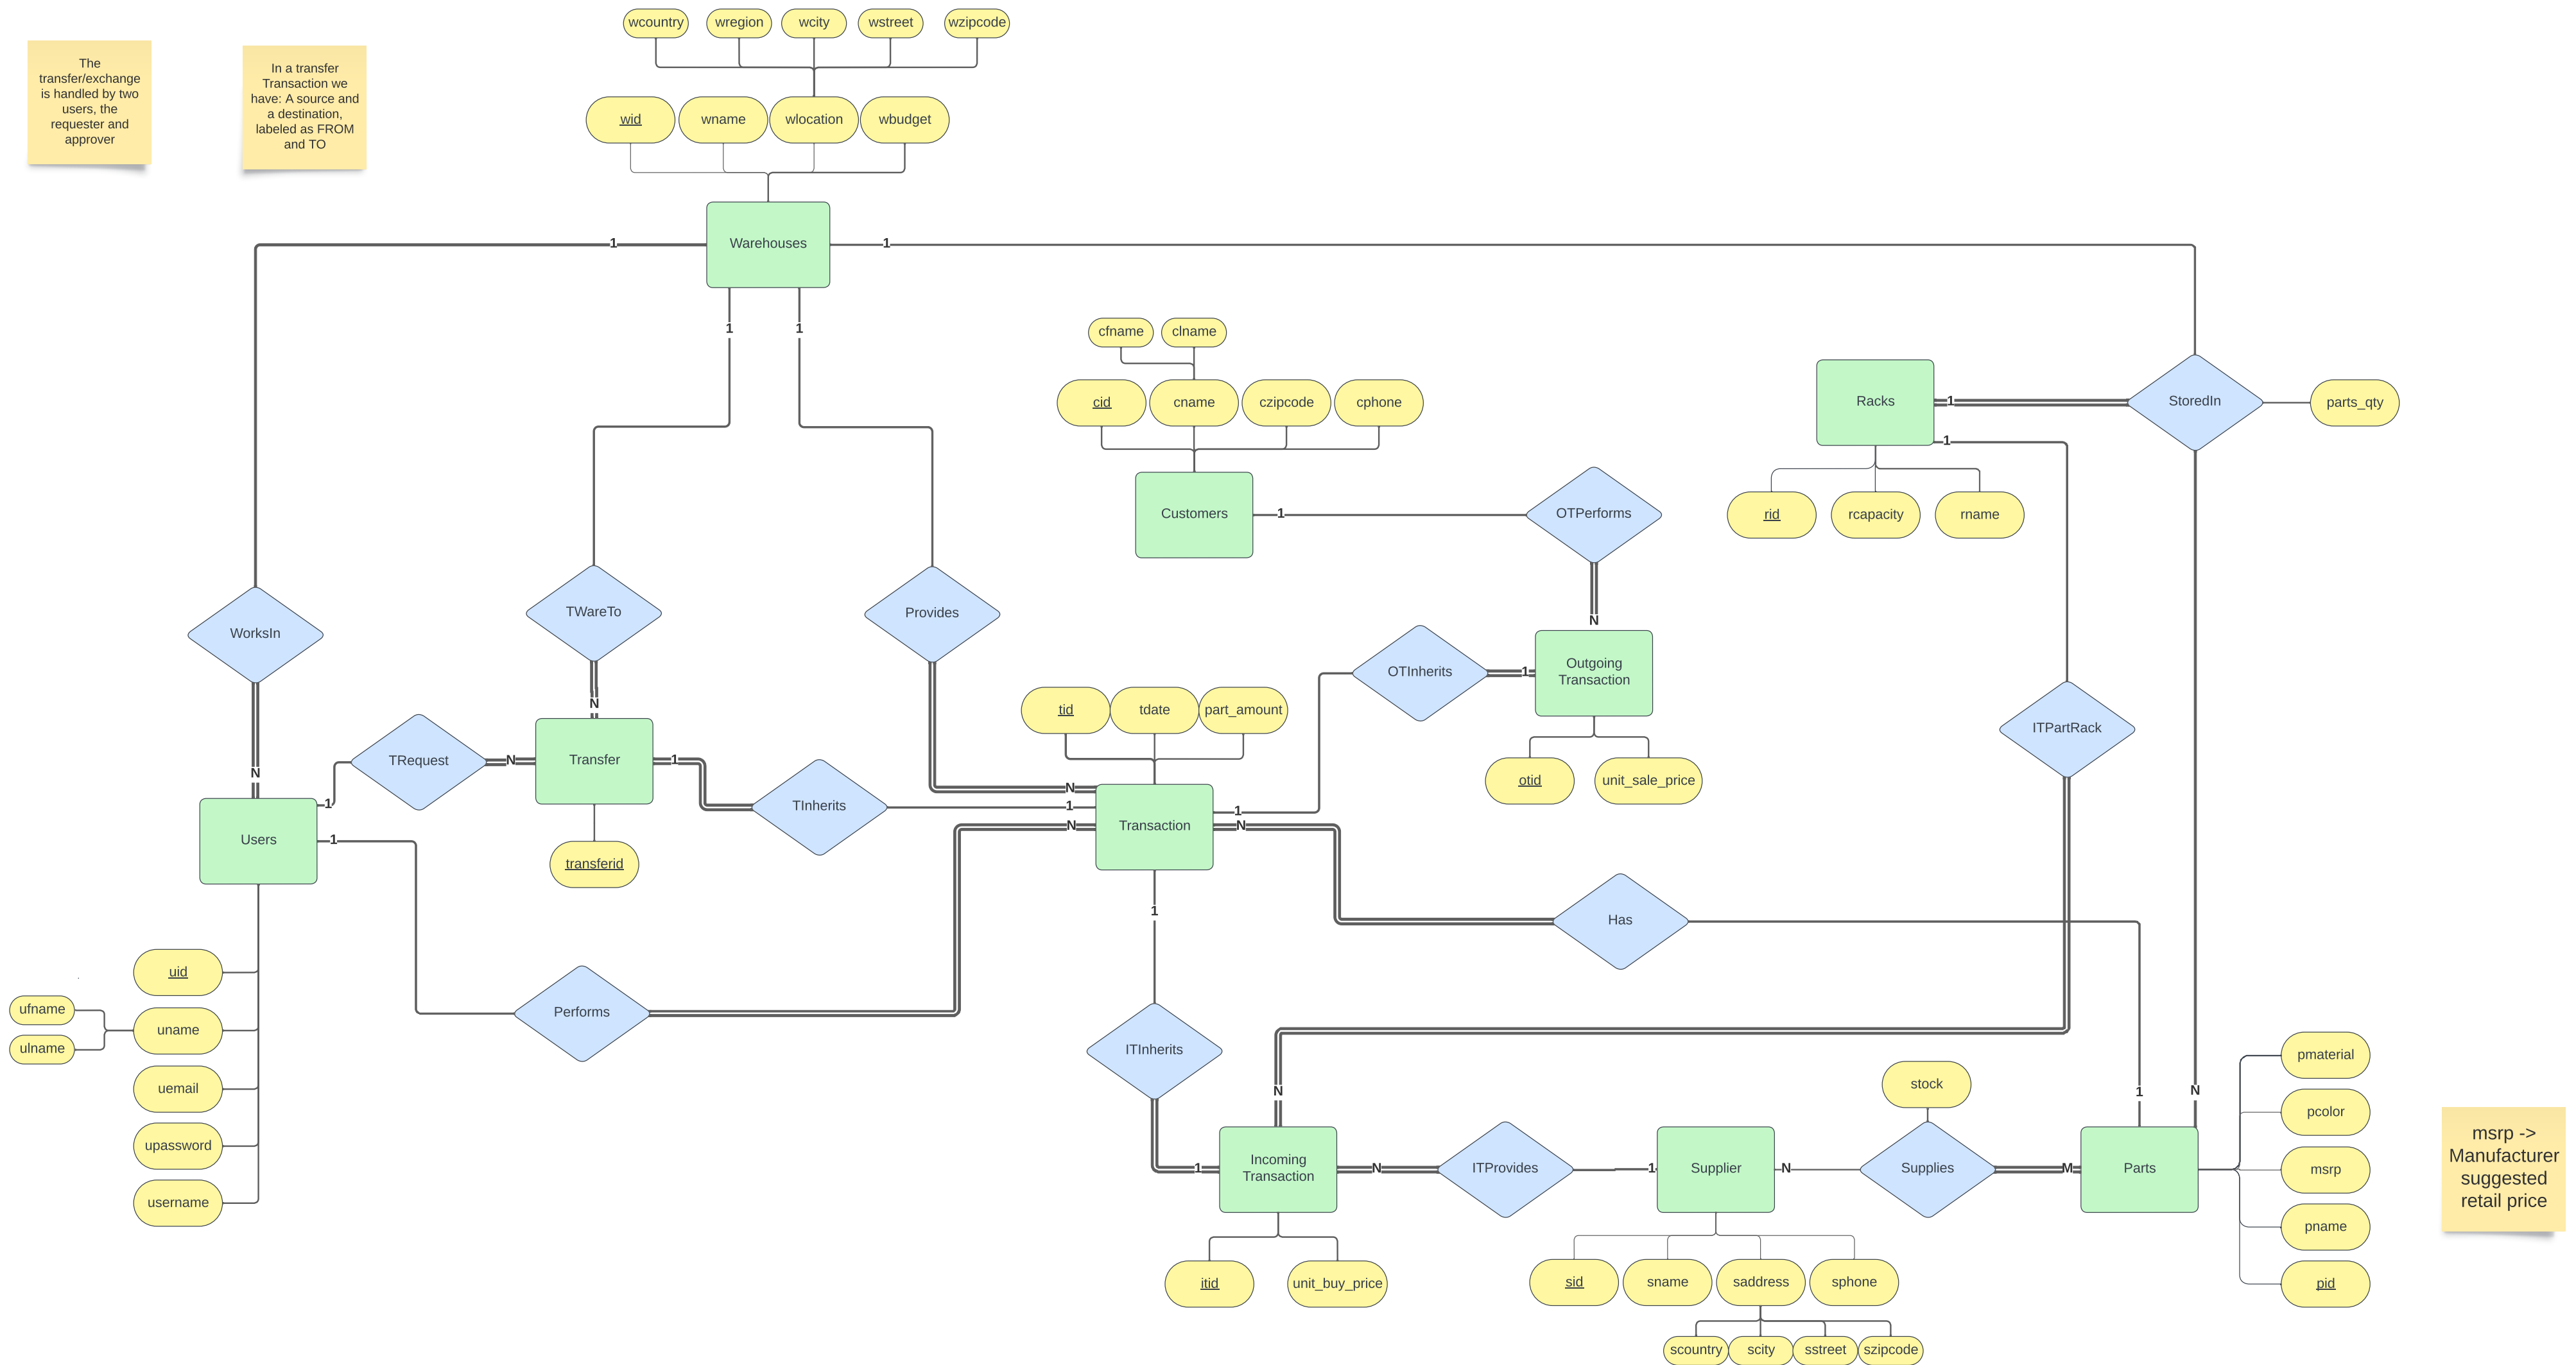 wcountry
wregion
wcity
wstreet
wzipcode
The
transfer/exchange
is handled by two
users, the
requester and
approver
In a transfer
Transaction we
have: A source and
a destination,
labeled as FROM
and TO
wid
wname
wlocation
wbudget
Warehouses
1
1
1
1
cfname
clname
cid
cname
czipcode
cphone
Customers
1
OTPerforms
N
Racks
1
1
StoredIn
parts_qty
rid
rcapacity
rname
WorksIn
N
TWareTo
N
Provides
N
OTInherits
1
Outgoing
Transaction
otid
unit_sale_price
ITPartRack
N
TRequest
1
N
Transfer
1
transferid
TInherits
1
tid
tdate
part_amount
Transaction
1
N
N
1
Users
1
uid
ufname
ulname
uname
uemail
upassword
username
Performs
Has
1
N
ITInherits
1
Incoming
Transaction
N
ITProvides
1
itid
unit_buy_price
Supplier
N
stock
Supplies
M
Parts
sid
sname
saddress
sphone
scountry
scity
sstreet
szipcode
pmaterial
pcolor
msrp
pname
pid
msrp ->
Manufacturer
suggested
retail price